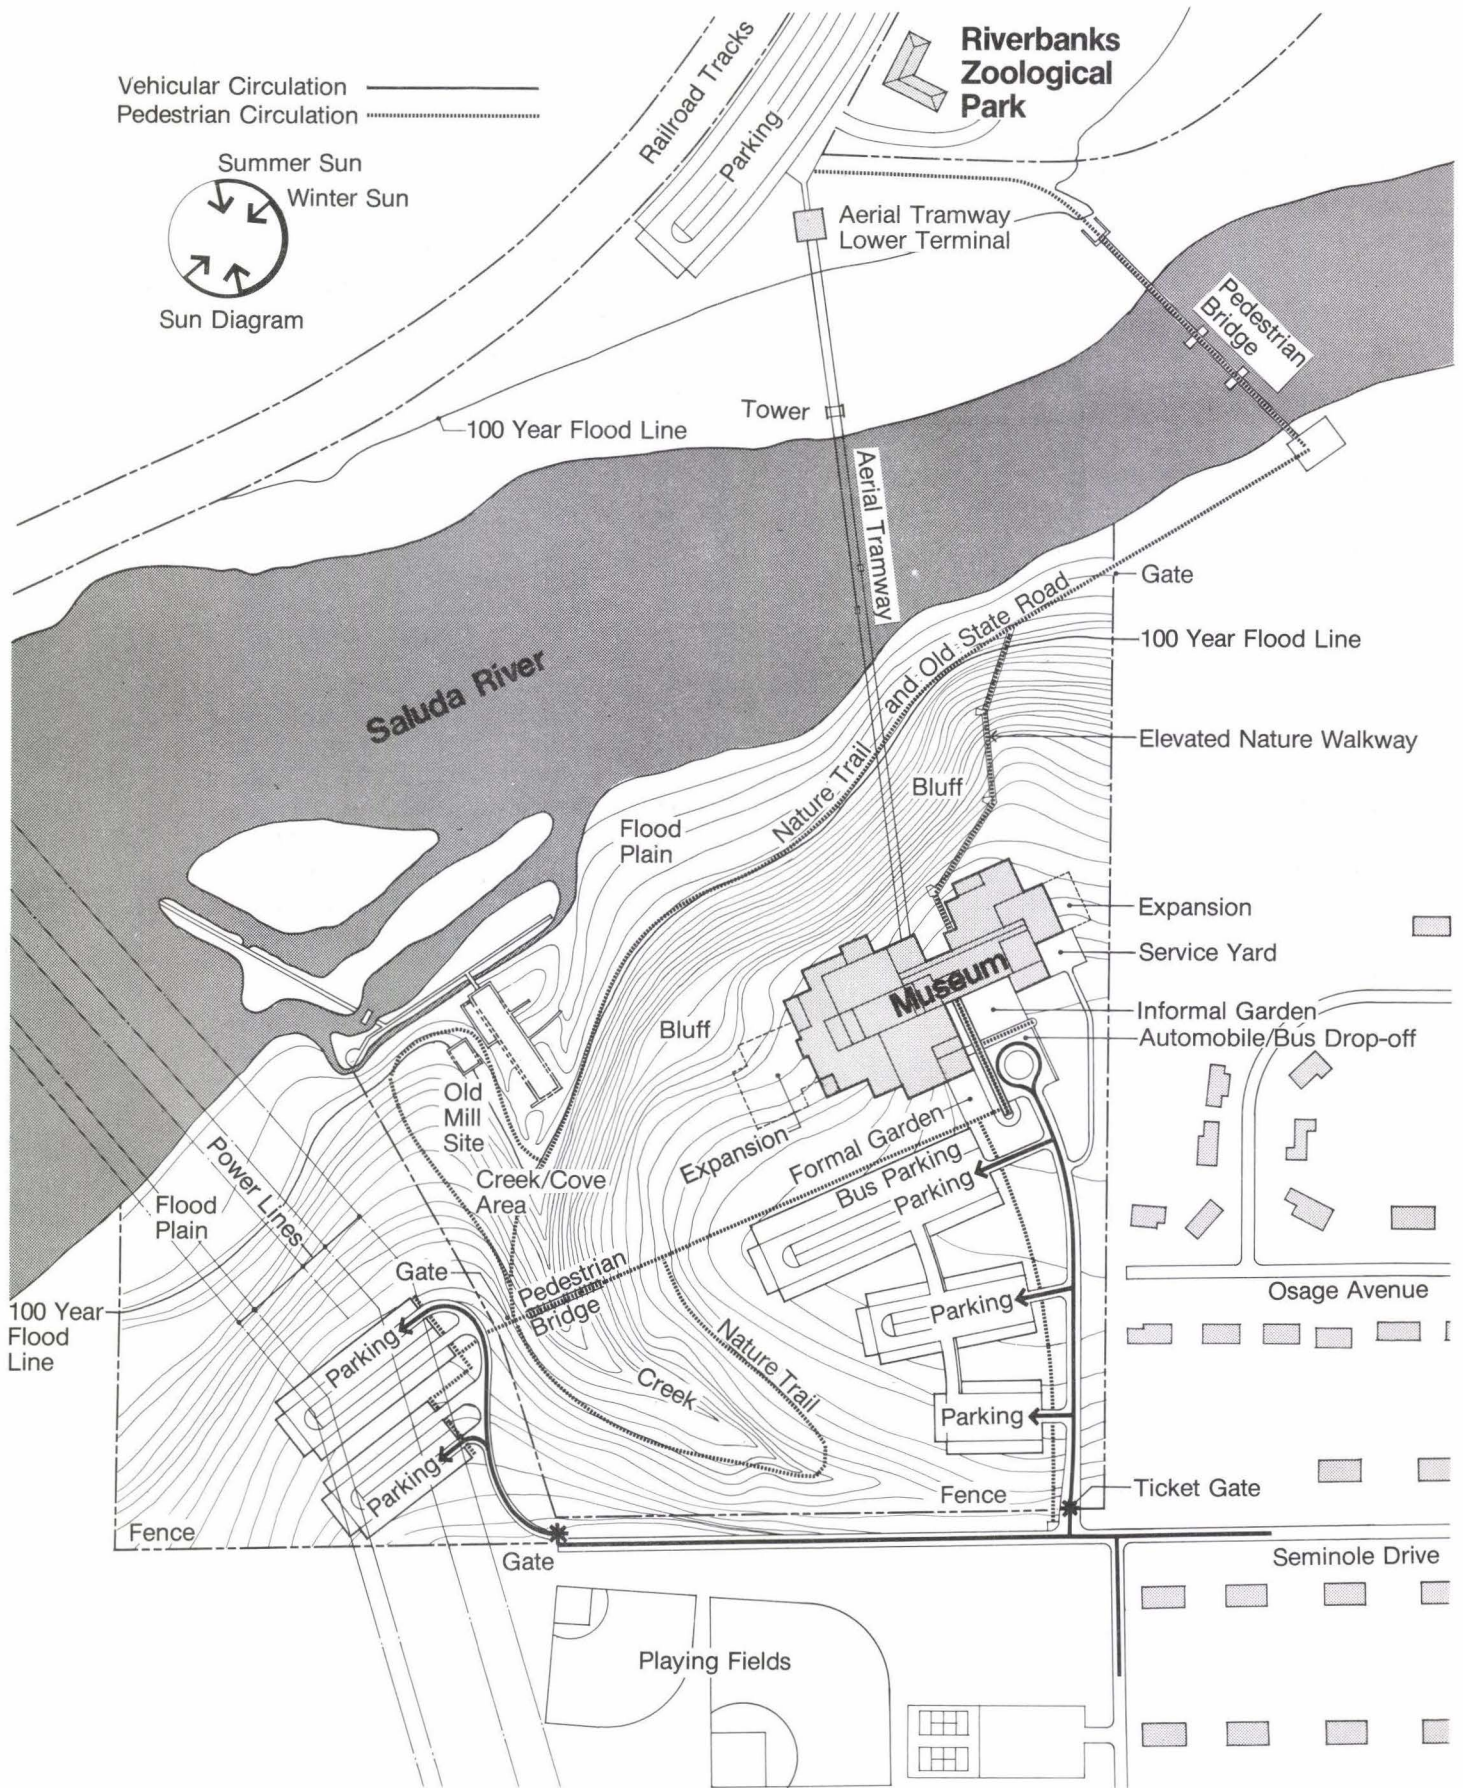 Riverbanks
Zoological
Park
Vehicular Circulation
Pedestrian Circulation
Railroad Tracks
Parking
Summer Sun
Winter Sun
Sun Diagram
Aerial Tramway
Lower Terminal
Pedestrian
Bridge
Tower
100 Year Flood Line
Aerial Tramway
Gate
Nature Trail and Old State Road
100 Year Flood Line
Saluda River
Elevated Nature Walkway
Bluff
Flood
Plain
Expansion
Service Yard
Museum
Informal Garden
Automobile/Bus Drop-off
Bluff
Old
Mill
Site
Expansion
Formal Garden
Power Lines
Creek/Cove
Area
Bus Parking
Parking
Flood
Plain
Gate
Pedestrian
Bridge
Osage Avenue
100 Year
Flood
Line
Parking
Parking
Nature Trail
Creek
Parking
Parking
Fence
Ticket Gate
Fence
Gate
Seminole Drive
Playing Fields